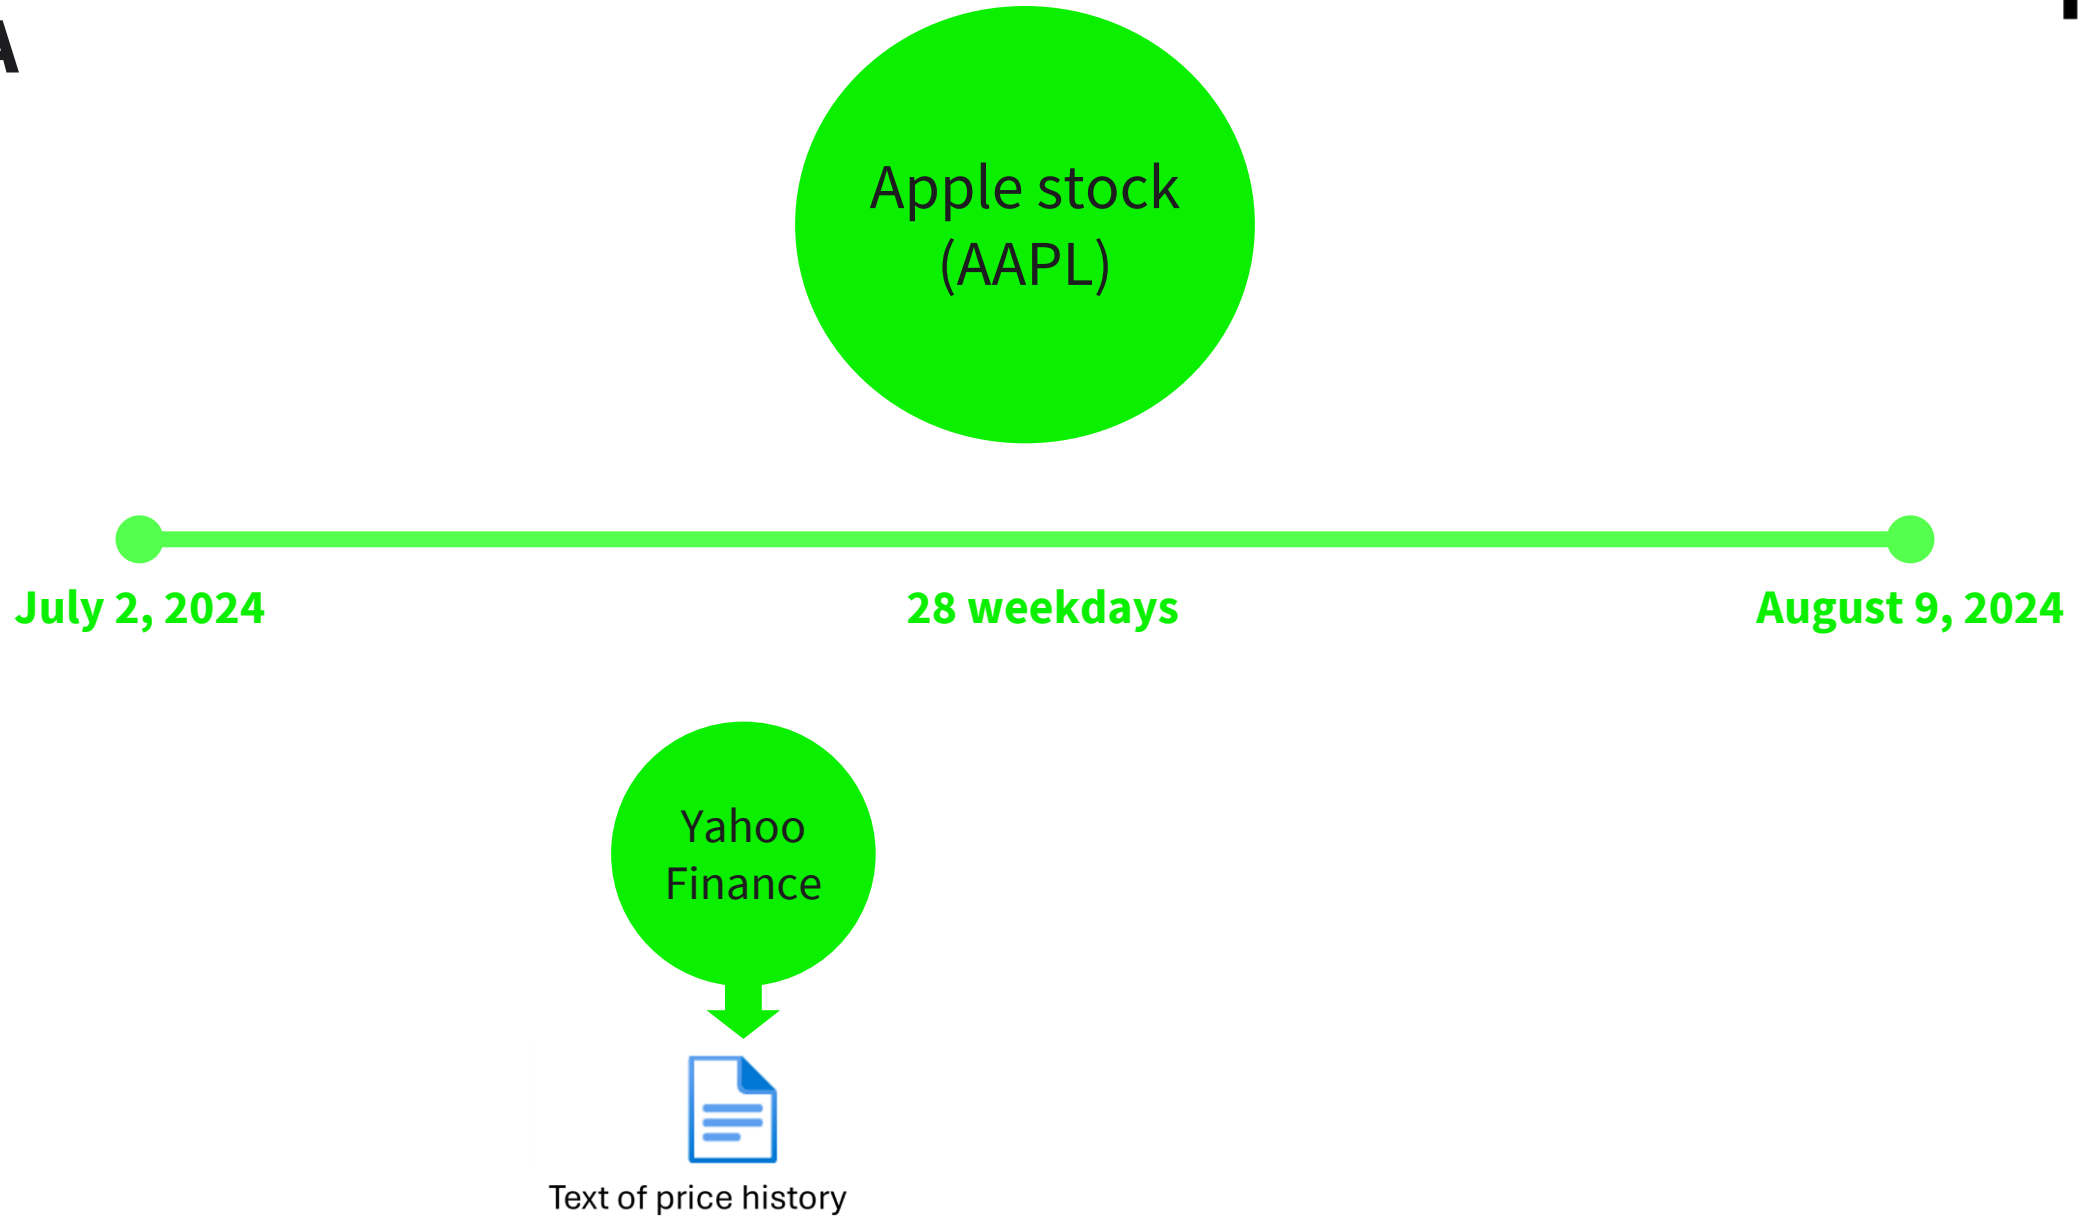 A
Apple stock
(AAPL)
July 2, 2024
28 weekdays
August 9, 2024
Yahoo
Finance
Text of price history